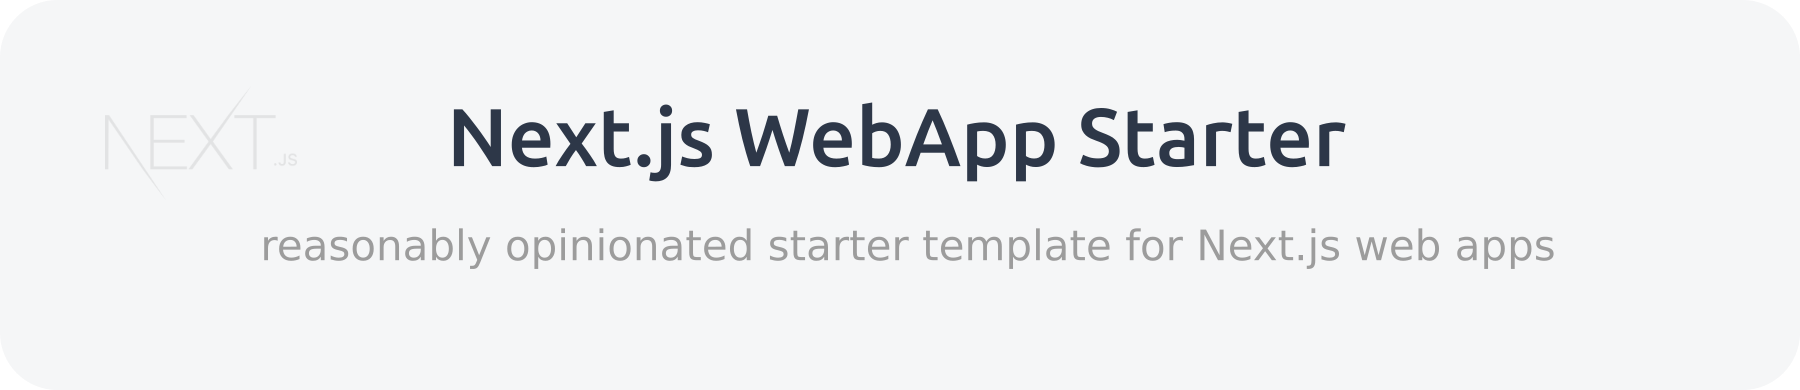 NEXT.JS
Next.js WebApp Starter
reasonably opinionated starter template for Next.js web apps